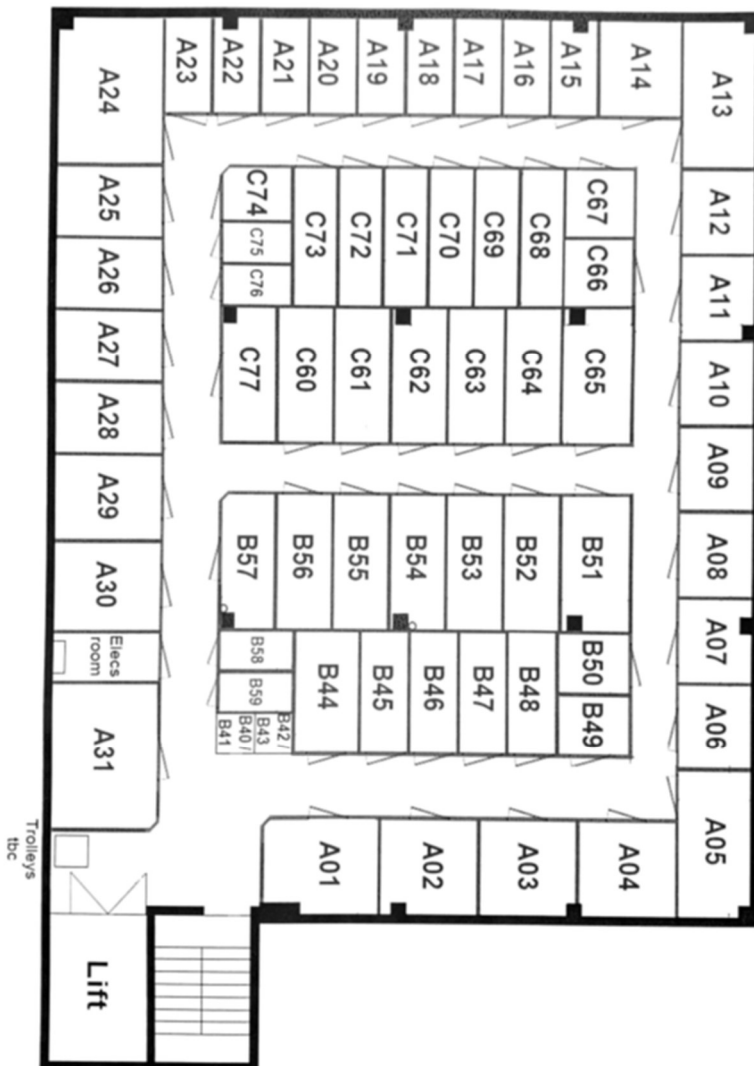 A23
A22
A21
A20
A19
A18
A17
A16
A15
A14
A13
A24
A25
A26
A27
A28
A29
A30
Elecs
room
A31
Trolleys
tbc
Lift
C74
C75
C76
C73
C72
C71
C70
C69
C68
C67
C66
C77
C60
C61
C62
C63
C64
C65
B57
B56
B55
B54
B53
B52
B51
B58
B59
B42 /
B43
B40 /
B41
B44
B45
B46
B47
B48
B50
B49
A12
A11
A10
A09
A08
A07
A06
A05
A01
A02
A03
A04